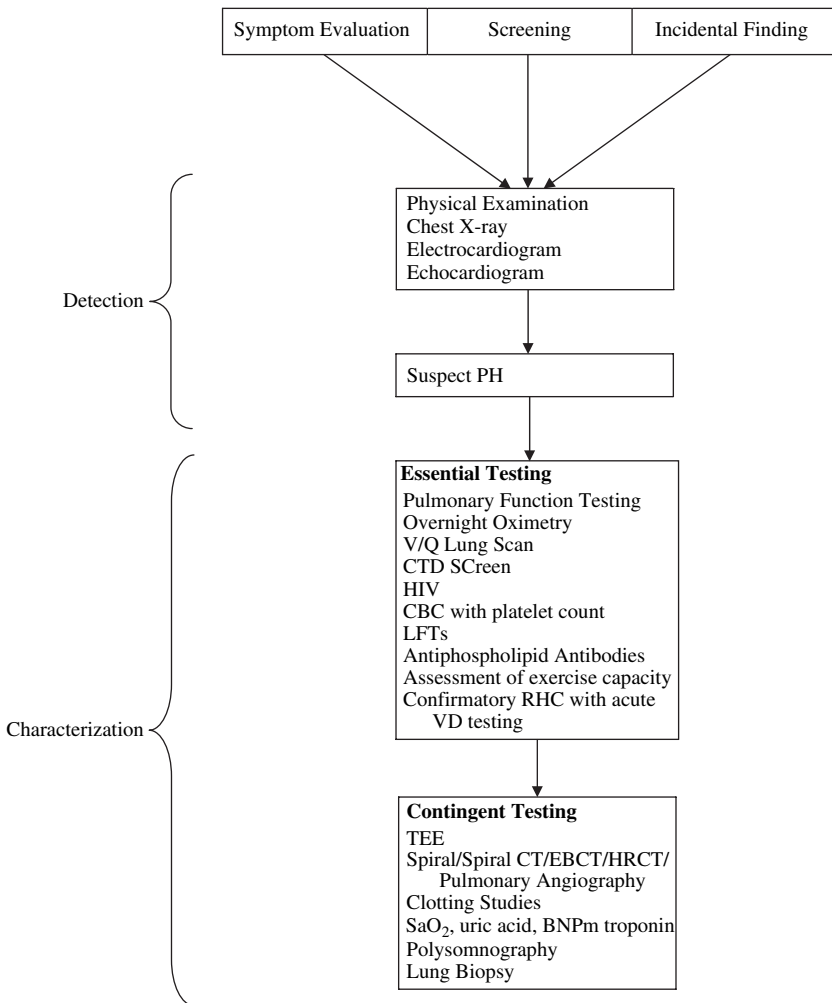 Symptom Evaluation
Screening
Incidental Finding
Detection
Physical Examination
Chest X-ray
Electrocardiogram
Echocardiogram
Suspect PH
Characterization
Essential Testing
Pulmonary Function Testing
Overnight Oximetry
V/Q Lung Scan
CTD SCreen
HIV
CBC with platelet count
LFTs
Antiphospholipid Antibodies
Assessment of exercise capacity
Confirmatory RHC with acute
VD testing
Contingent Testing
TEE
Spiral/Spiral CT/EBCT/HRCT/
Pulmonary Angiography
Clotting Studies
SaO₂, uric acid, BNPm troponin
Polysomnography
Lung Biopsy